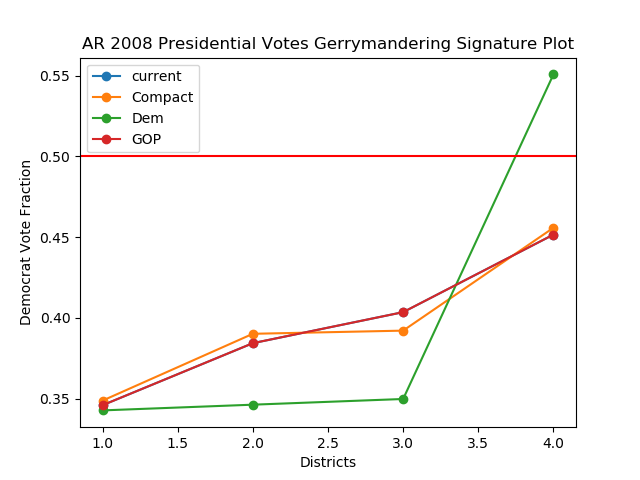 AR 2008 Presidential Votes Gerrymandering Signature Plot
current
Compact
Dem
GOP
Democrat Vote Fraction
0.55
0.50
0.45
0.40
0.35
1.0 1.5 2.0 2.5 3.0 3.5 4.0
Districts